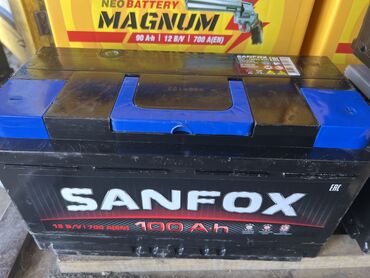 NEO BATTERY
MAGNUM
90 Ah | 12 B/V | 700 A(EN)
SANFOX
EAC
12 B/V | 700 A(EN) 100 Ah